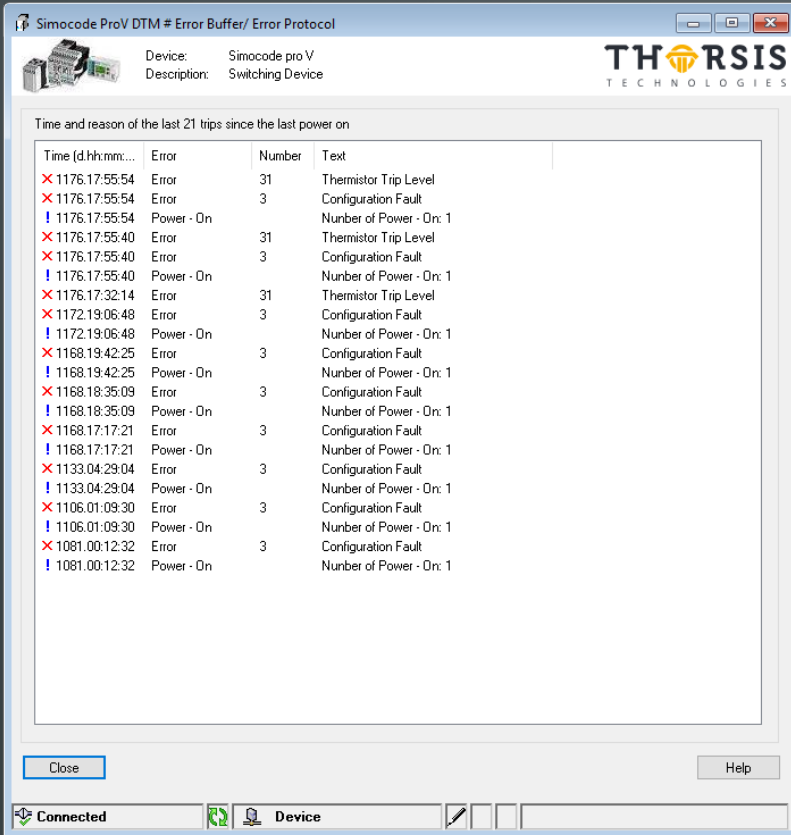 Simocode ProV DTM # Error Buffer/ Error Protocol
Device: Simocode pro V
Description: Switching Device
THORSIS
TECHNOLOGIES
Time and reason of the last 21 trips since the last power on
Time (d.hh:mm:... Error Number Text
1176.17:55:54 Error 31 Thermistor Trip Level
1176.17:55:54 Error 3 Configuration Fault
! 1176.17:55:54 Power - On Nunber of Power - On: 1
1176.17:55:40 Error 31 Thermistor Trip Level
1176.17:55:40 Error 3 Configuration Fault
! 1176.17:55:40 Power - On Nunber of Power - On: 1
1176.17:32:14 Error 31 Thermistor Trip Level
1172.19:06:48 Error 3 Configuration Fault
! 1172.19:06:48 Power - On Nunber of Power - On: 1
1168.19:42:25 Error 3 Configuration Fault
! 1168.19:42:25 Power - On Nunber of Power - On: 1
1168.18:35:09 Error 3 Configuration Fault
! 1168.18:35:09 Power - On Nunber of Power - On: 1
1168.17:17:21 Error 3 Configuration Fault
! 1168.17:17:21 Power - On Nunber of Power - On: 1
1133.04:29:04 Error 3 Configuration Fault
! 1133.04:29:04 Power - On Nunber of Power - On: 1
1106.01:09:30 Error 3 Configuration Fault
! 1106.01:09:30 Power - On Nunber of Power - On: 1
1081.00:12:32 Error 3 Configuration Fault
! 1081.00:12:32 Power - On Nunber of Power - On: 1
Close Help
Connected Device